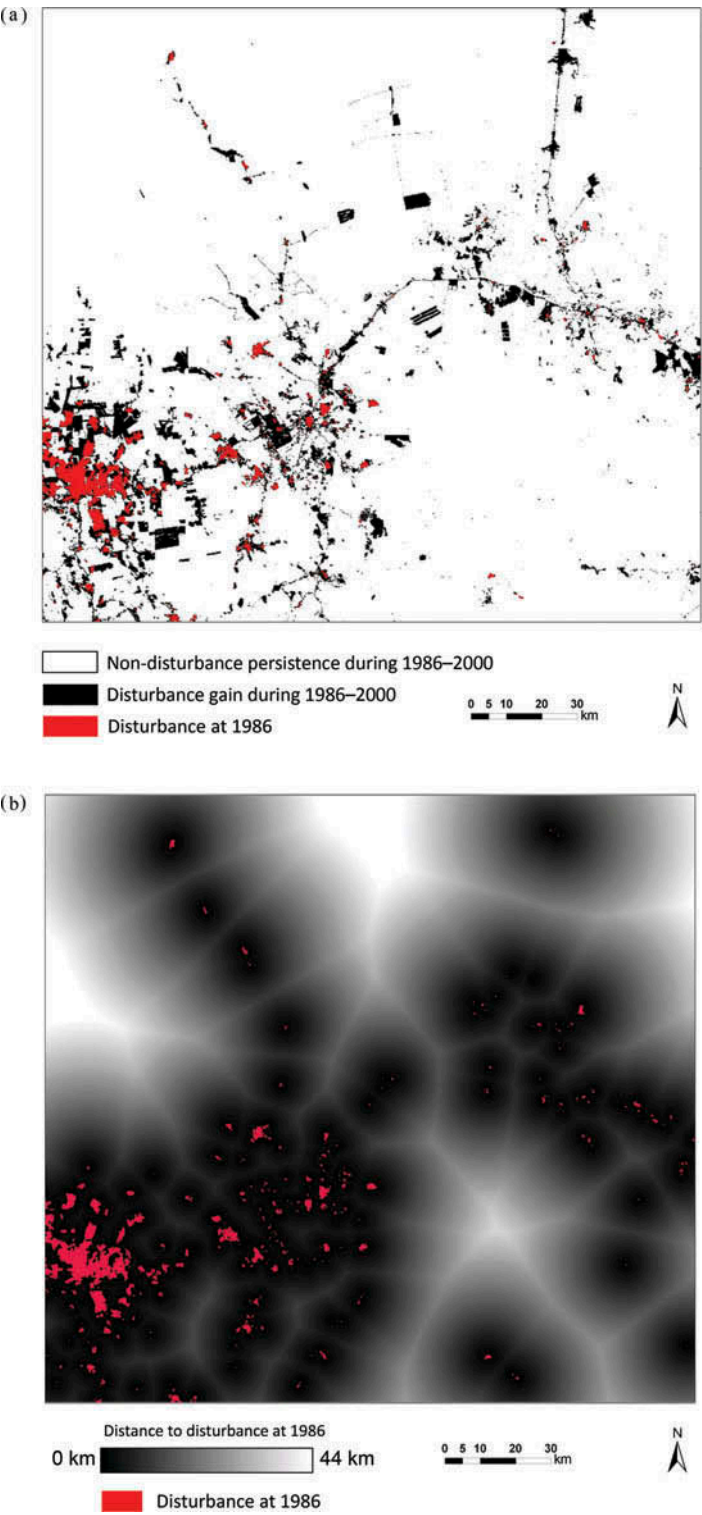 (a)
Non-disturbance persistence during 1986–2000
Disturbance gain during 1986–2000
Disturbance at 1986
0 5 10 20 30
km
N
(b)
Distance to disturbance at 1986
0 km 44 km
Disturbance at 1986
0 5 10 20 30
km
N